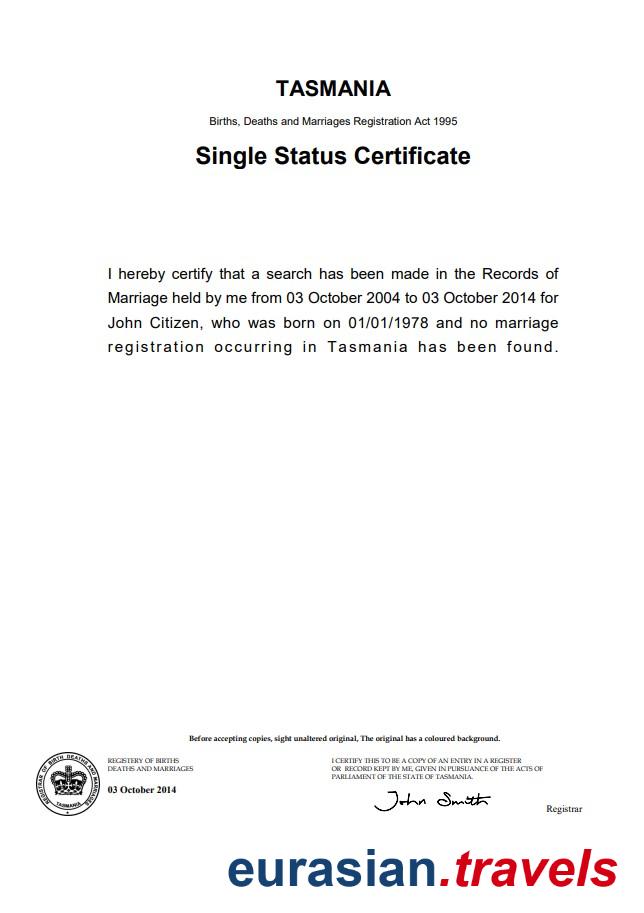 TASMANIA
Births, Deaths and Marriages Registration Act 1995
Single Status Certificate
I hereby certify that a search has been made in the Records of
Marriage held by me from 03 October 2004 to 03 October 2014 for
John Citizen, who was born on 01/01/1978 and no marriage
registration occurring in Tasmania has been found.
Before accepting copies, sight unaltered original, The original has a coloured background.
REGISTRAR OF BIRTH DEATHS AND MARRIAGES
TASMANIA
REGISTERY OF BIRTHS
DEATHS AND MARRIAGES
03 October 2014
I CERTIFY THIS TO BE A COPY OF AN ENTRY IN A REGISTER
OR RECORD KEPT BY ME, GIVEN IN PURSUANCE OF THE ACTS OF
PARLIAMENT OF THE STATE OF TASMANIA.
John Smith
Registrar
eurasian.travels